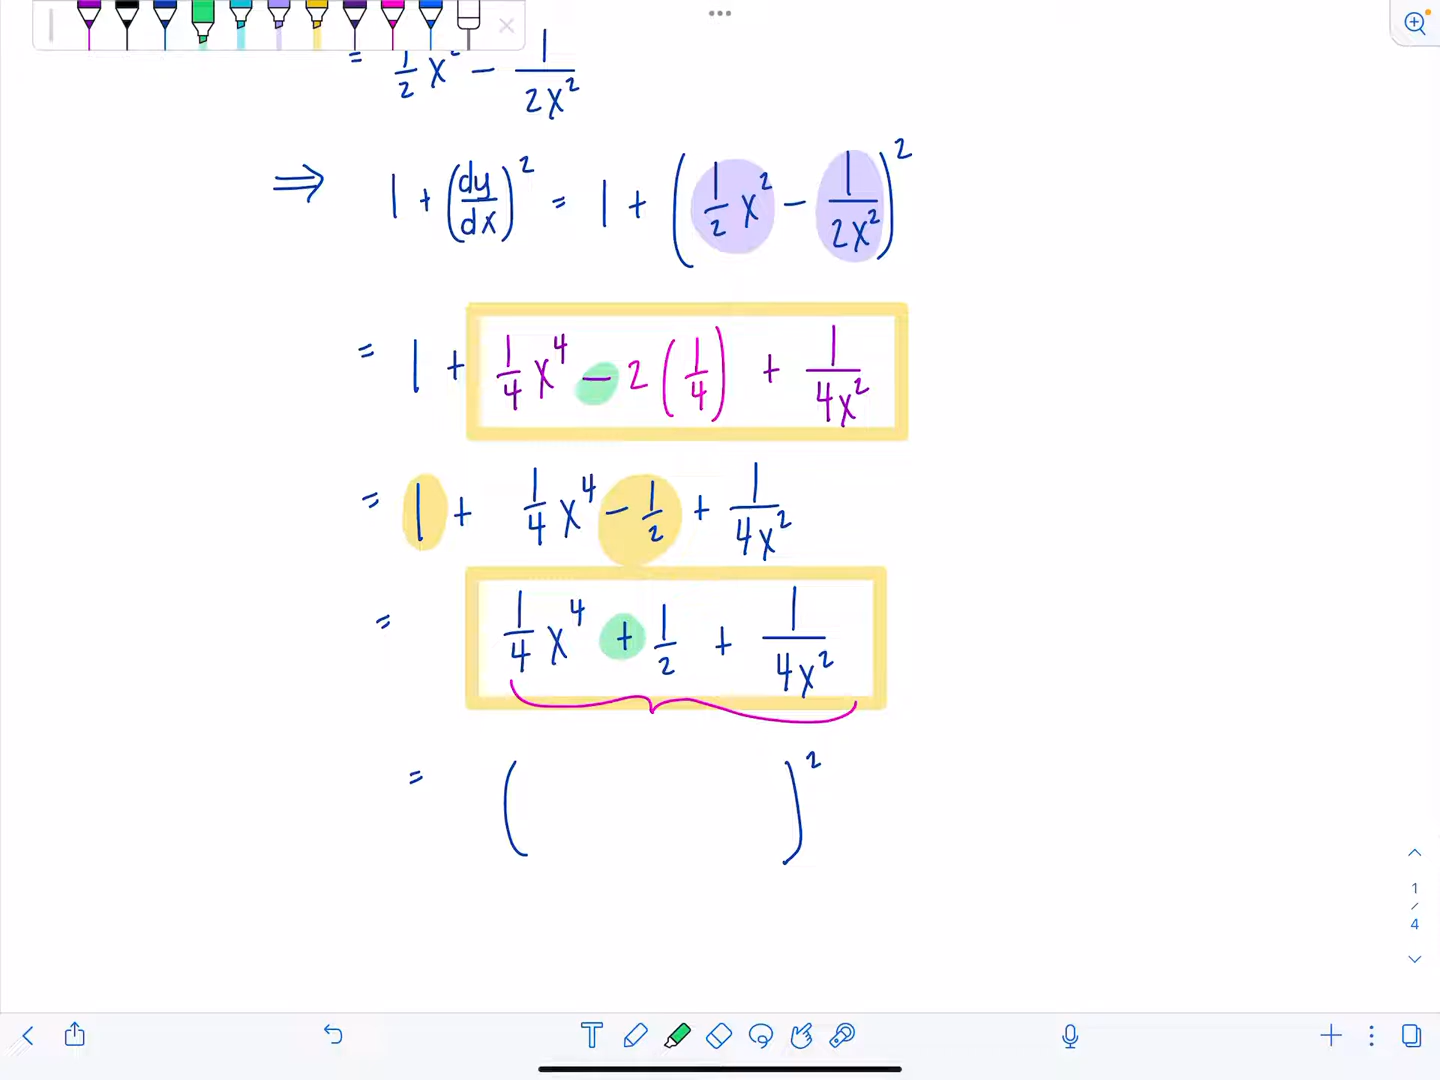 = 1/2 x² − 1/(2x²)
⇒ 1 + (dy/dx)² = 1 + (1/2 x² − 1/(2x²))²
= 1 + 1/4 x⁴ − 2(1/4) + 1/(4x²)
= 1 + 1/4 x⁴ − 1/2 + 1/(4x²)
= 1/4 x⁴ + 1/2 + 1/(4x²)
= ( )²
1
/
4
T